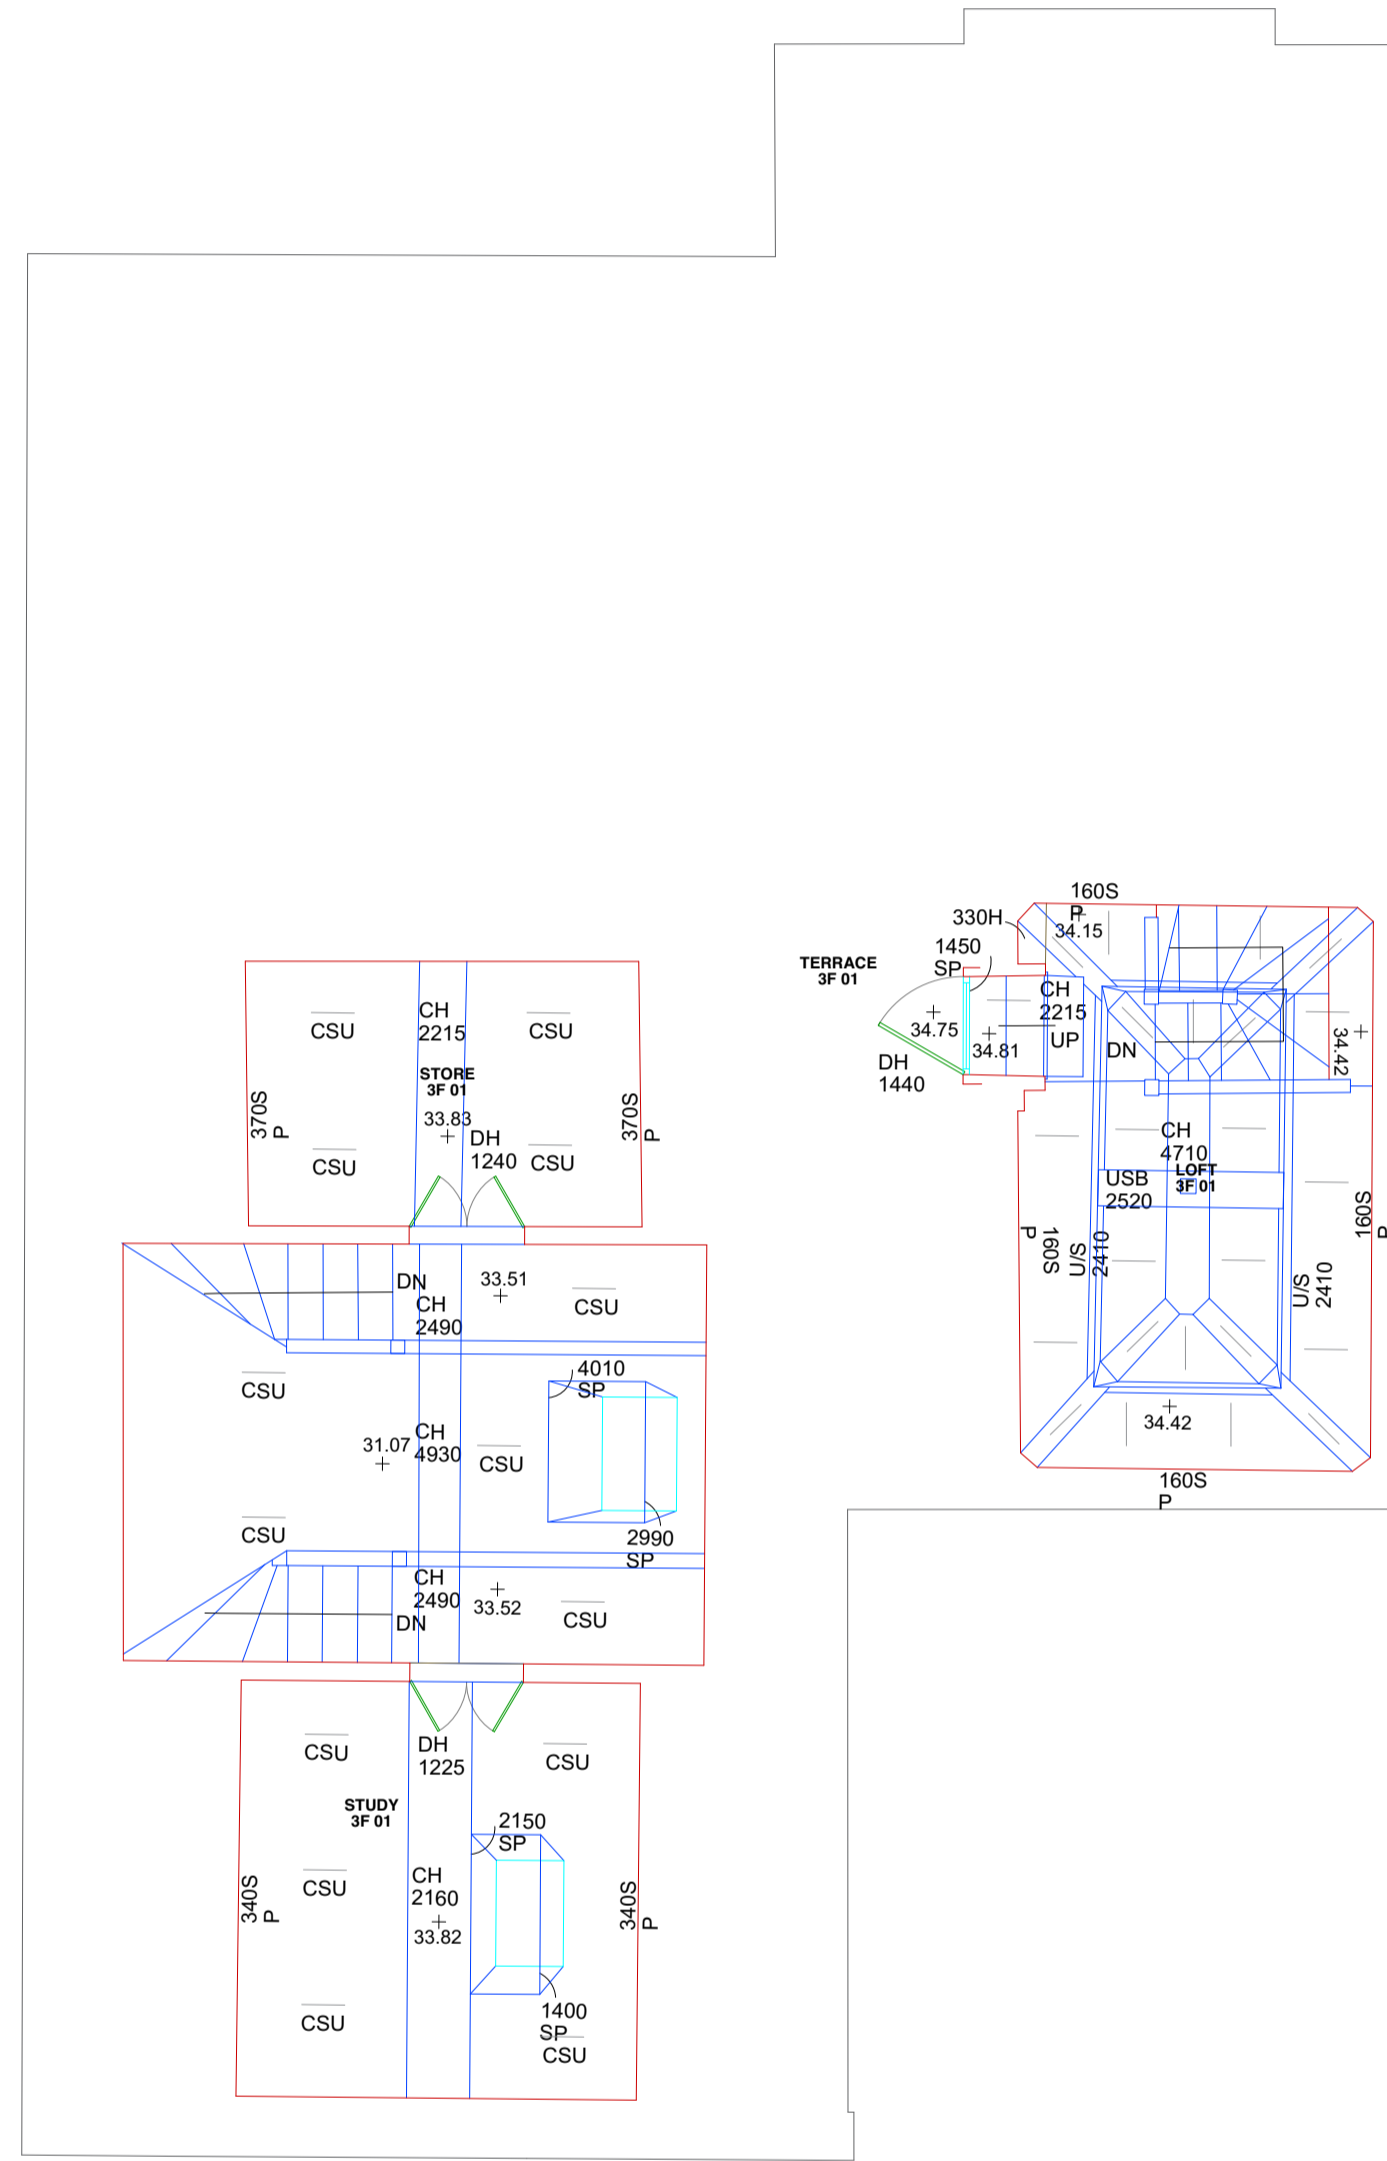 160S
P
34.15
330H
1450
SP
TERRACE
3F 01
CH
2215
34.75
34.81
UP
DN
34.42
DH
1440
CH
2215
CSU
CSU
STORE
3F 01
33.83
370S
P
370S
P
DH
1240
CSU
CSU
CH
4710
LOFT
3F 01
USB
2520
160S
P
160S
P
U/S
2410
U/S
2410
DN
33.51
CH
2490
CSU
4010
SP
CSU
31.07
CH
4930
CSU
34.42
160S
P
CSU
2990
SP
CH
2490
33.52
CSU
DN
DH
1225
CSU
CSU
STUDY
3F 01
2150
SP
CH
2160
CSU
33.82
340S
P
340S
P
1400
SP
CSU
CSU